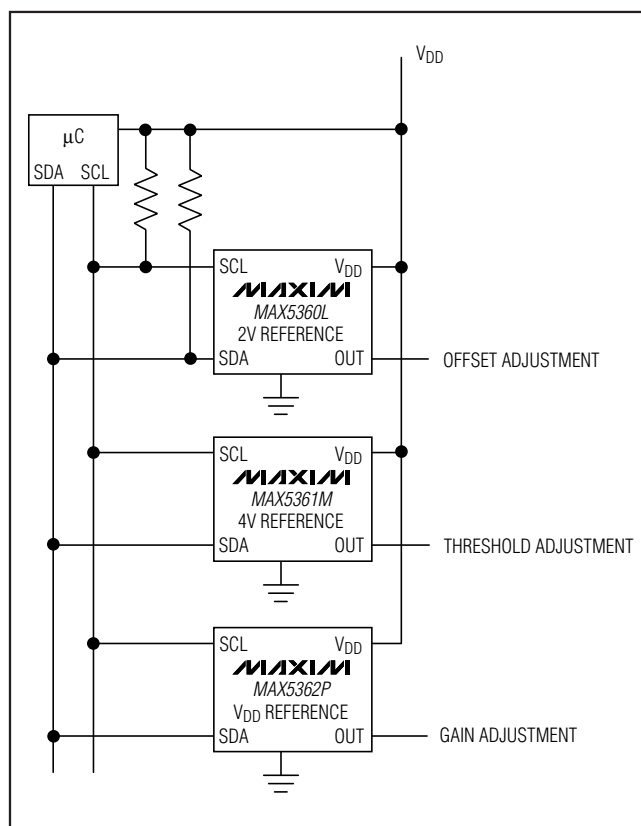 VDD
µC
SDA SCL
SCL VDD
MAXIM
MAX5360L
2V REFERENCE
SDA OUT
OFFSET ADJUSTMENT
SCL VDD
MAXIM
MAX5361M
4V REFERENCE
SDA OUT
THRESHOLD ADJUSTMENT
SCL VDD
MAXIM
MAX5362P
VDD REFERENCE
SDA OUT
GAIN ADJUSTMENT